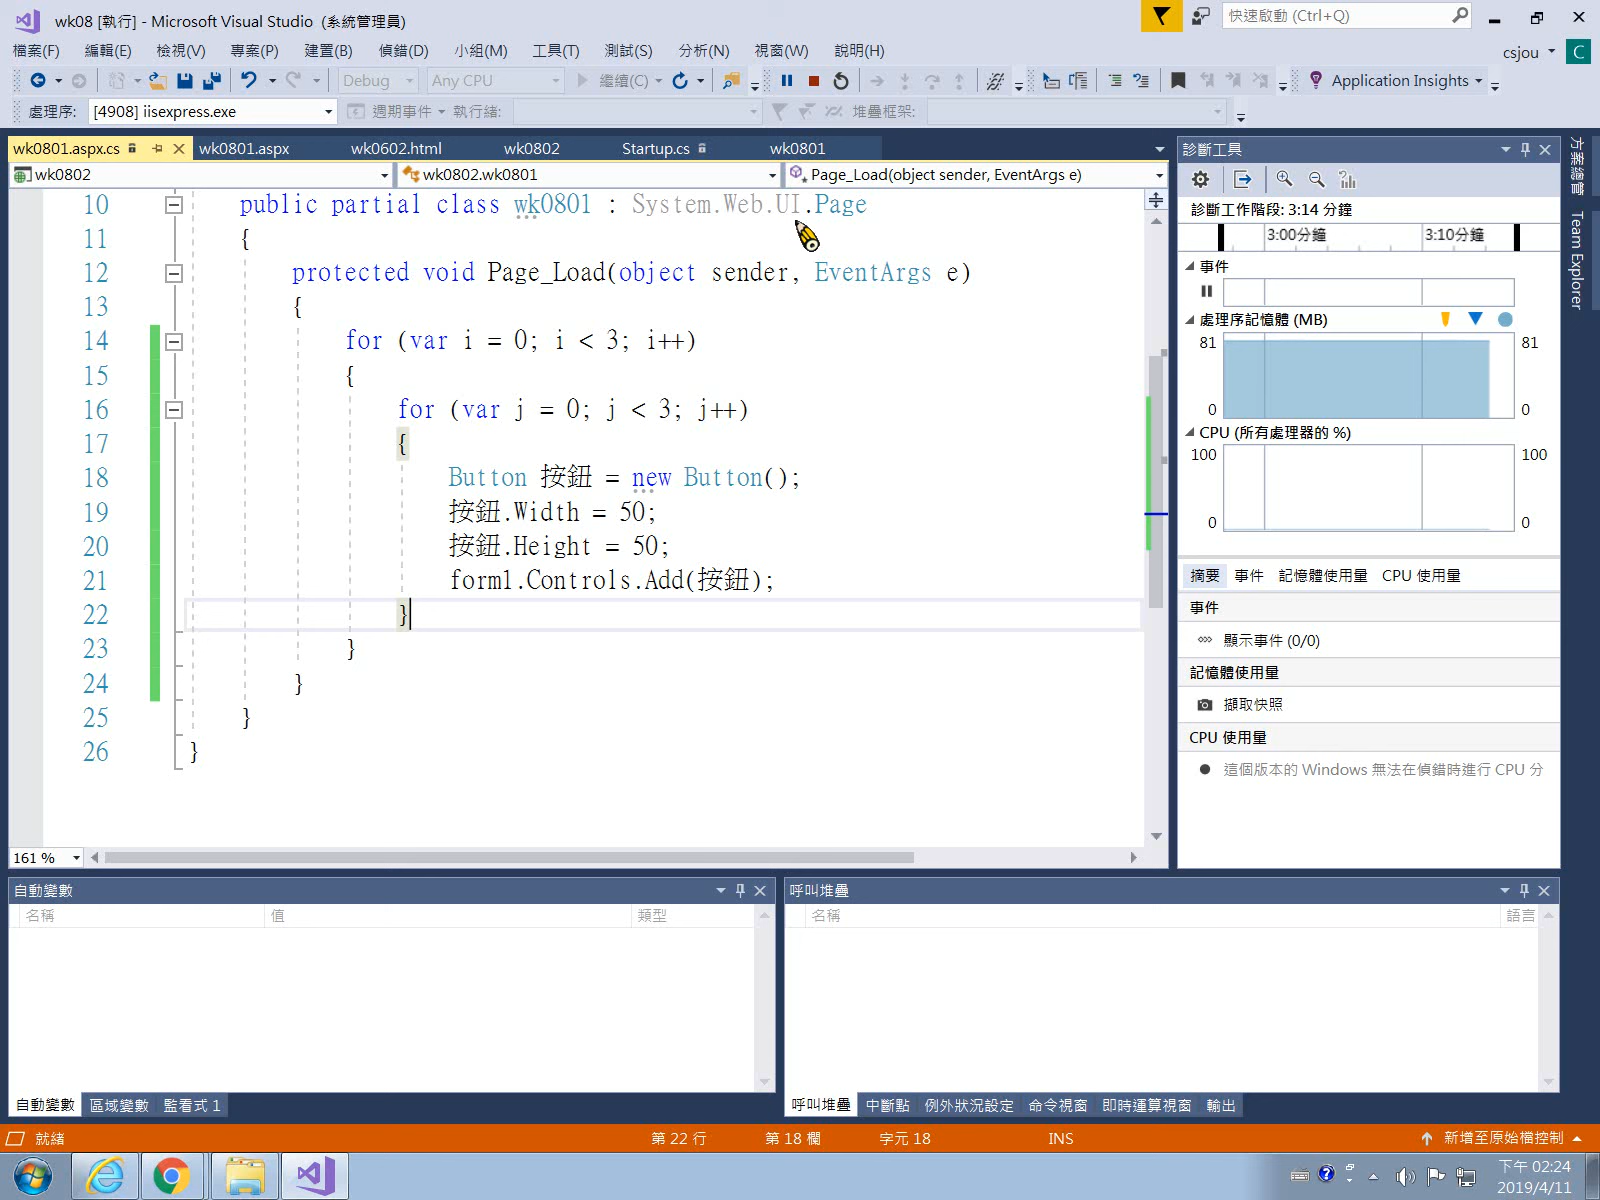 wk08 [執行] - Microsoft Visual Studio  (系統管理員)
快速啟動 (Ctrl+Q)
檔案(F) 編輯(E) 檢視(V) 專案(P) 建置(B) 偵錯(D) 小組(M) 工具(T) 測試(S) 分析(N) 視窗(W) 說明(H)
csjou C
Debug Any CPU 繼續(C) Application Insights
處理序: [4908] iisexpress.exe 週期事件 執行緒: 堆疊框架:
wk0801.aspx.cs wk0801.aspx wk0602.html wk0802 Startup.cs wk0801
wk0802 wk0802.wk0801 Page_Load(object sender, EventArgs e)
10 public partial class wk0801 : System.Web.UI.Page
11 {
12 protected void Page_Load(object sender, EventArgs e)
13 {
14 for (var i = 0; i < 3; i++)
15 {
16 for (var j = 0; j < 3; j++)
17 {
18 Button 按鈕 = new Button();
19 按鈕.Width = 50;
20 按鈕.Height = 50;
21 form1.Controls.Add(按鈕);
22 }
23 }
24 }
25 }
26 }
161 %
診斷工具
診斷工作階段: 3:14 分鐘
3:00分鐘 3:10分鐘
事件
處理序記憶體 (MB)
81 81
0 0
CPU (所有處理器的 %)
100 100
0 0
摘要 事件 記憶體使用量 CPU 使用量
事件
顯示事件 (0/0)
記憶體使用量
擷取快照
CPU 使用量
這個版本的 Windows 無法在偵錯時進行 CPU 分
方案總管
Team Explorer
自動變數
名稱 值 類型
自動變數 區域變數 監看式 1
呼叫堆疊
名稱 語言
呼叫堆疊 中斷點 例外狀況設定 命令視窗 即時運算視窗 輸出
就緒 第 22 行 第 18 欄 字元 18 INS 新增至原始檔控制
下午 02:24
2019/4/11